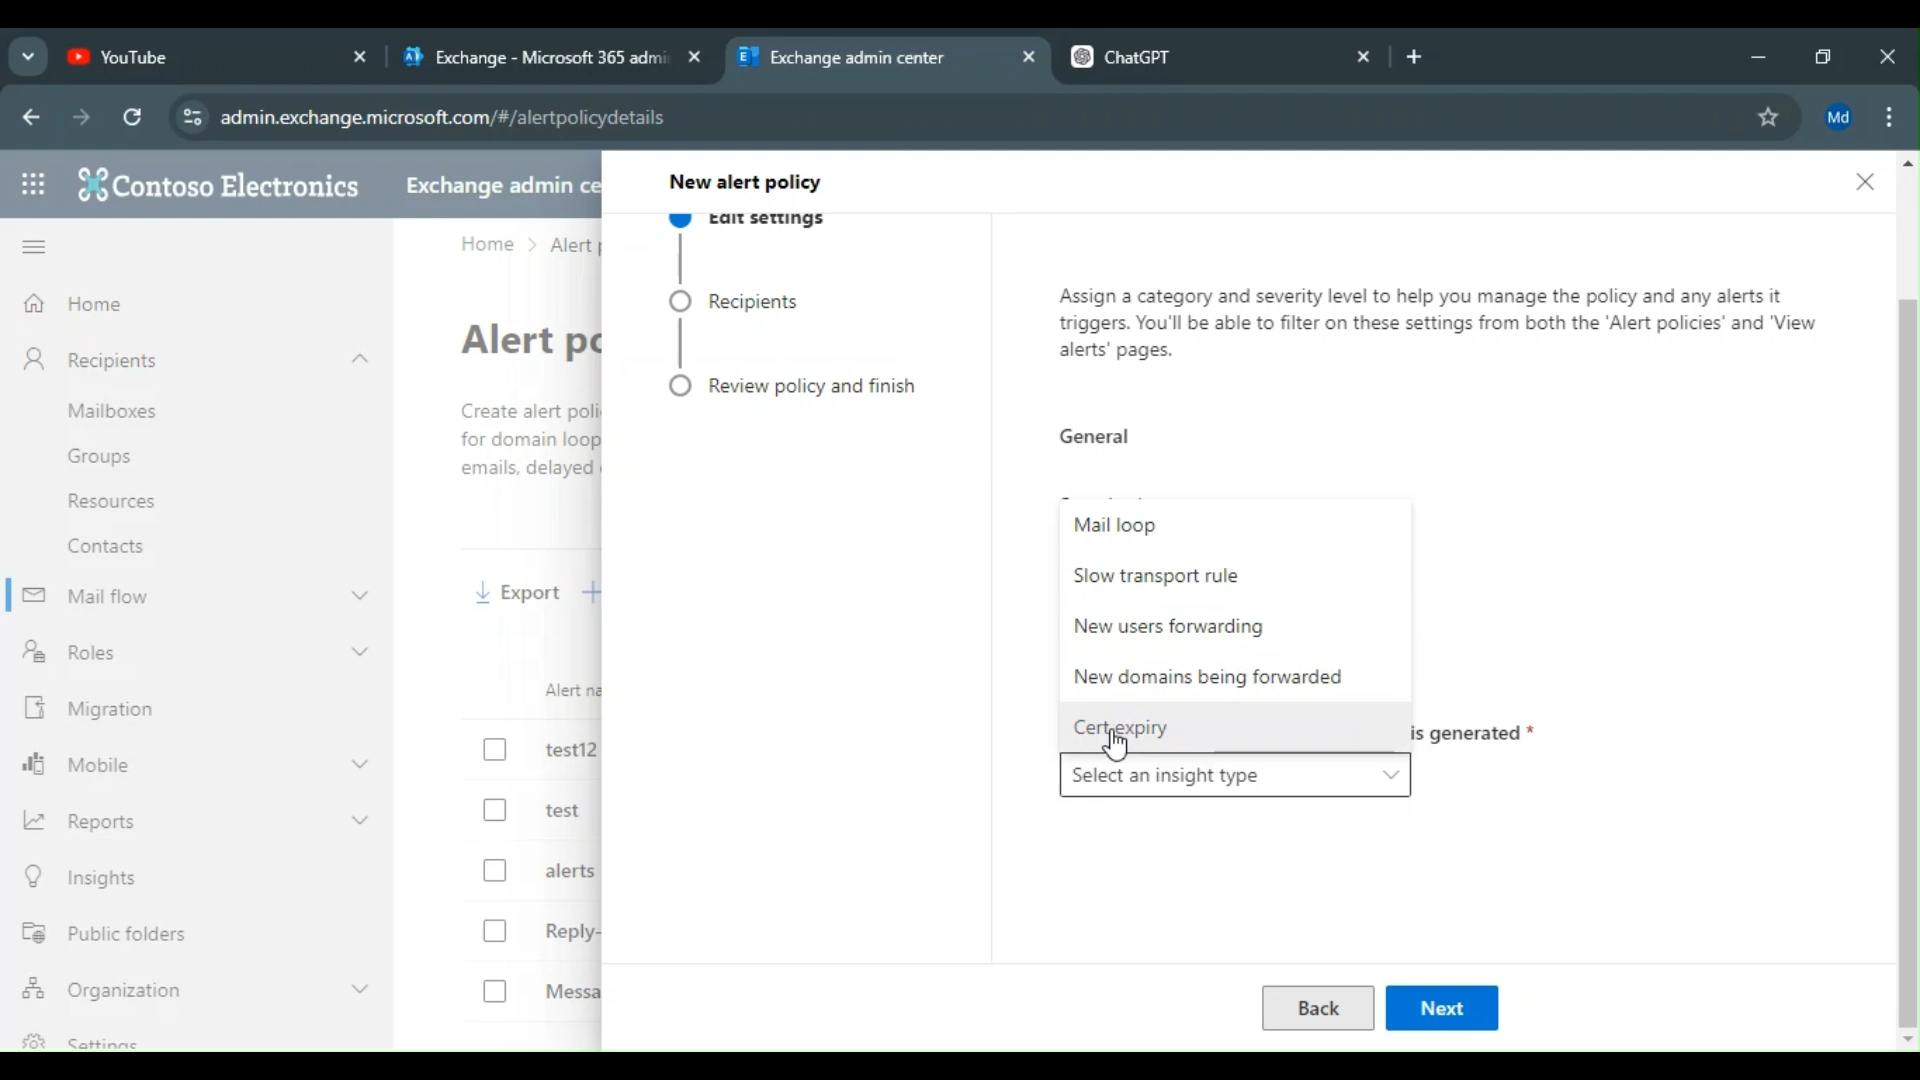 YouTube
Exchange - Microsoft 365 admi
Exchange admin center
ChatGPT
admin.exchange.microsoft.com/#/alertpolicydetails
Md
Contoso Electronics
Exchange admin ce
New alert policy
Home
Recipients
Mailboxes
Groups
Resources
Contacts
Mail flow
Roles
Migration
Mobile
Reports
Insights
Public folders
Organization
Settings
Home > Alert p
Alert po
Create alert poli
for domain loop
emails, delayed
Export
Alert na
test12
test
alerts
Reply-
Messa
Edit settings
Recipients
Review policy and finish
Assign a category and severity level to help you manage the policy and any alerts it
triggers. You'll be able to filter on these settings from both the 'Alert policies' and 'View
alerts' pages.
General
Mail loop
Slow transport rule
New users forwarding
New domains being forwarded
Cert expiry
is generated *
Select an insight type
Back
Next